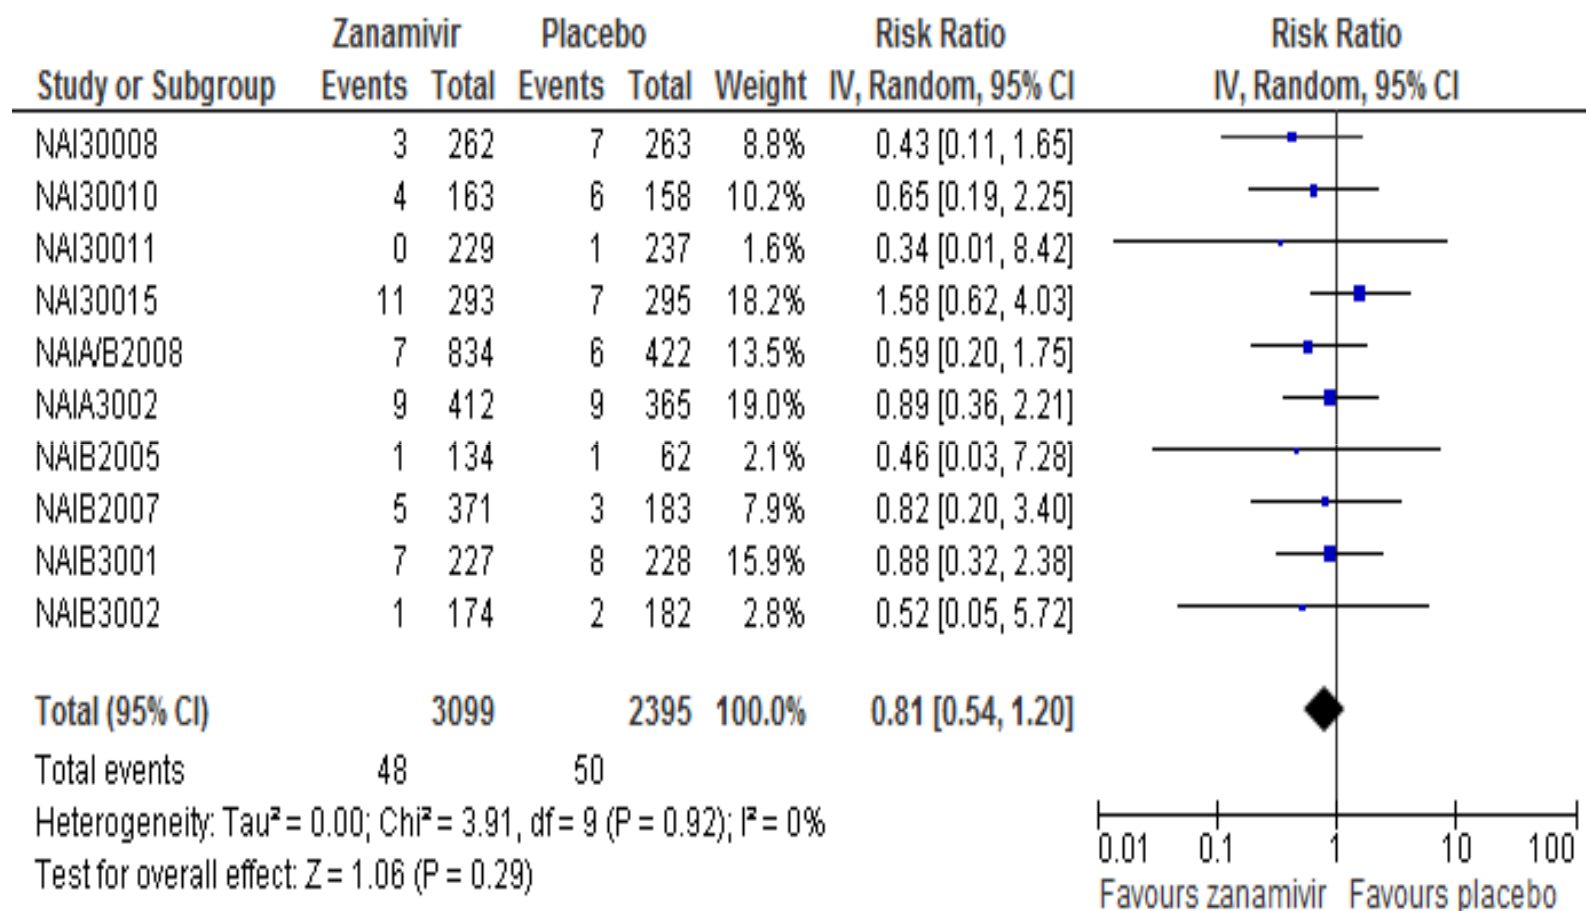 Zanamivir Placebo Risk Ratio Risk Ratio
Study or Subgroup Events Total Events Total Weight IV, Random, 95% CI IV, Random, 95% CI
NAI30008 3 262 7 263 8.8% 0.43 [0.11, 1.65]
NAI30010 4 163 6 158 10.2% 0.65 [0.19, 2.25]
NAI30011 0 229 1 237 1.6% 0.34 [0.01, 8.42]
NAI30015 11 293 7 295 18.2% 1.58 [0.62, 4.03]
NAIA/B2008 7 834 6 422 13.5% 0.59 [0.20, 1.75]
NAIA3002 9 412 9 365 19.0% 0.89 [0.36, 2.21]
NAIB2005 1 134 1 62 2.1% 0.46 [0.03, 7.28]
NAIB2007 5 371 3 183 7.9% 0.82 [0.20, 3.40]
NAIB3001 7 227 8 228 15.9% 0.88 [0.32, 2.38]
NAIB3002 1 174 2 182 2.8% 0.52 [0.05, 5.72]
Total (95% CI) 3099 2395 100.0% 0.81 [0.54, 1.20]
Total events 48 50
Heterogeneity: Tau² = 0.00; Chi² = 3.91, df = 9 (P = 0.92); I² = 0%
Test for overall effect: Z = 1.06 (P = 0.29)
0.01 0.1 1 10 100
Favours zanamivir Favours placebo